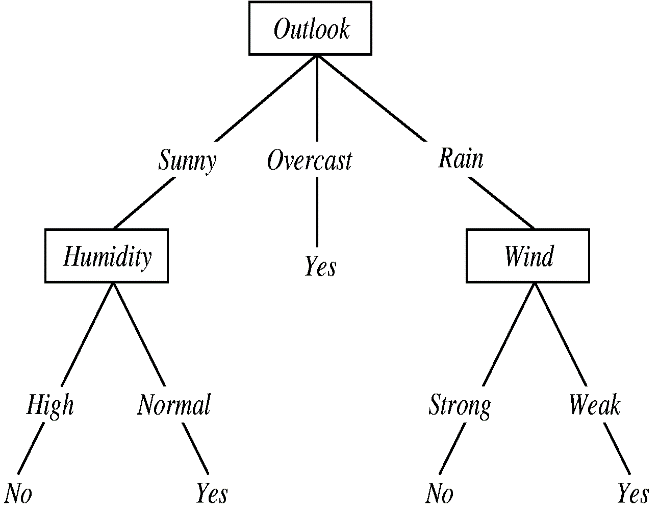 Outlook
Sunny Overcast Rain
Humidity Yes Wind
High Normal Strong Weak
No Yes No Yes